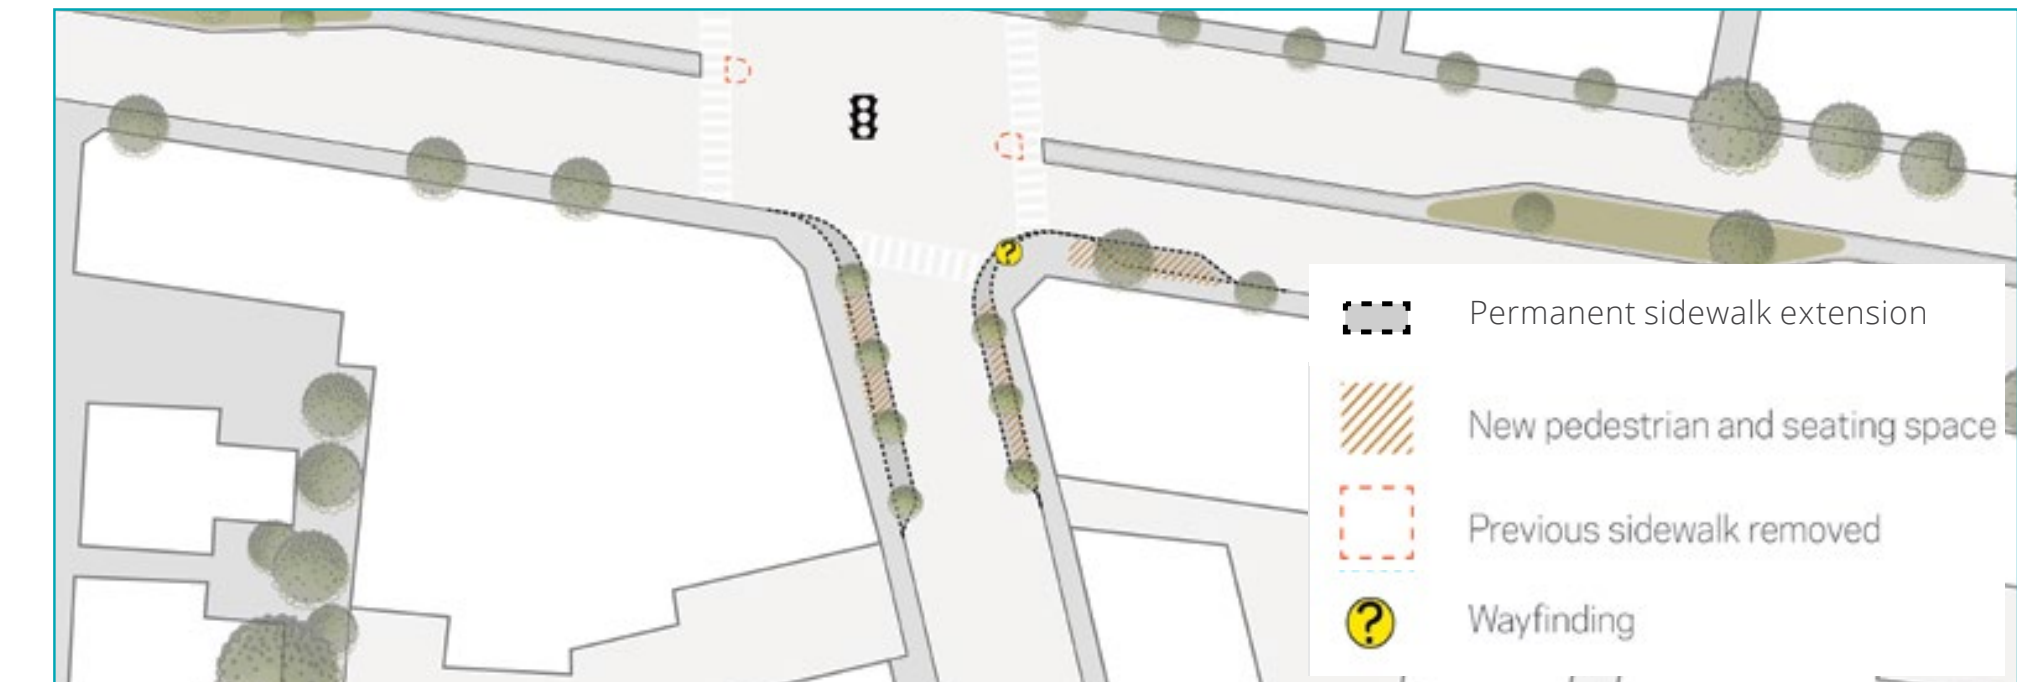 ?
Permanent sidewalk extension
New pedestrian and seating space
Previous sidewalk removed
?
Wayfinding